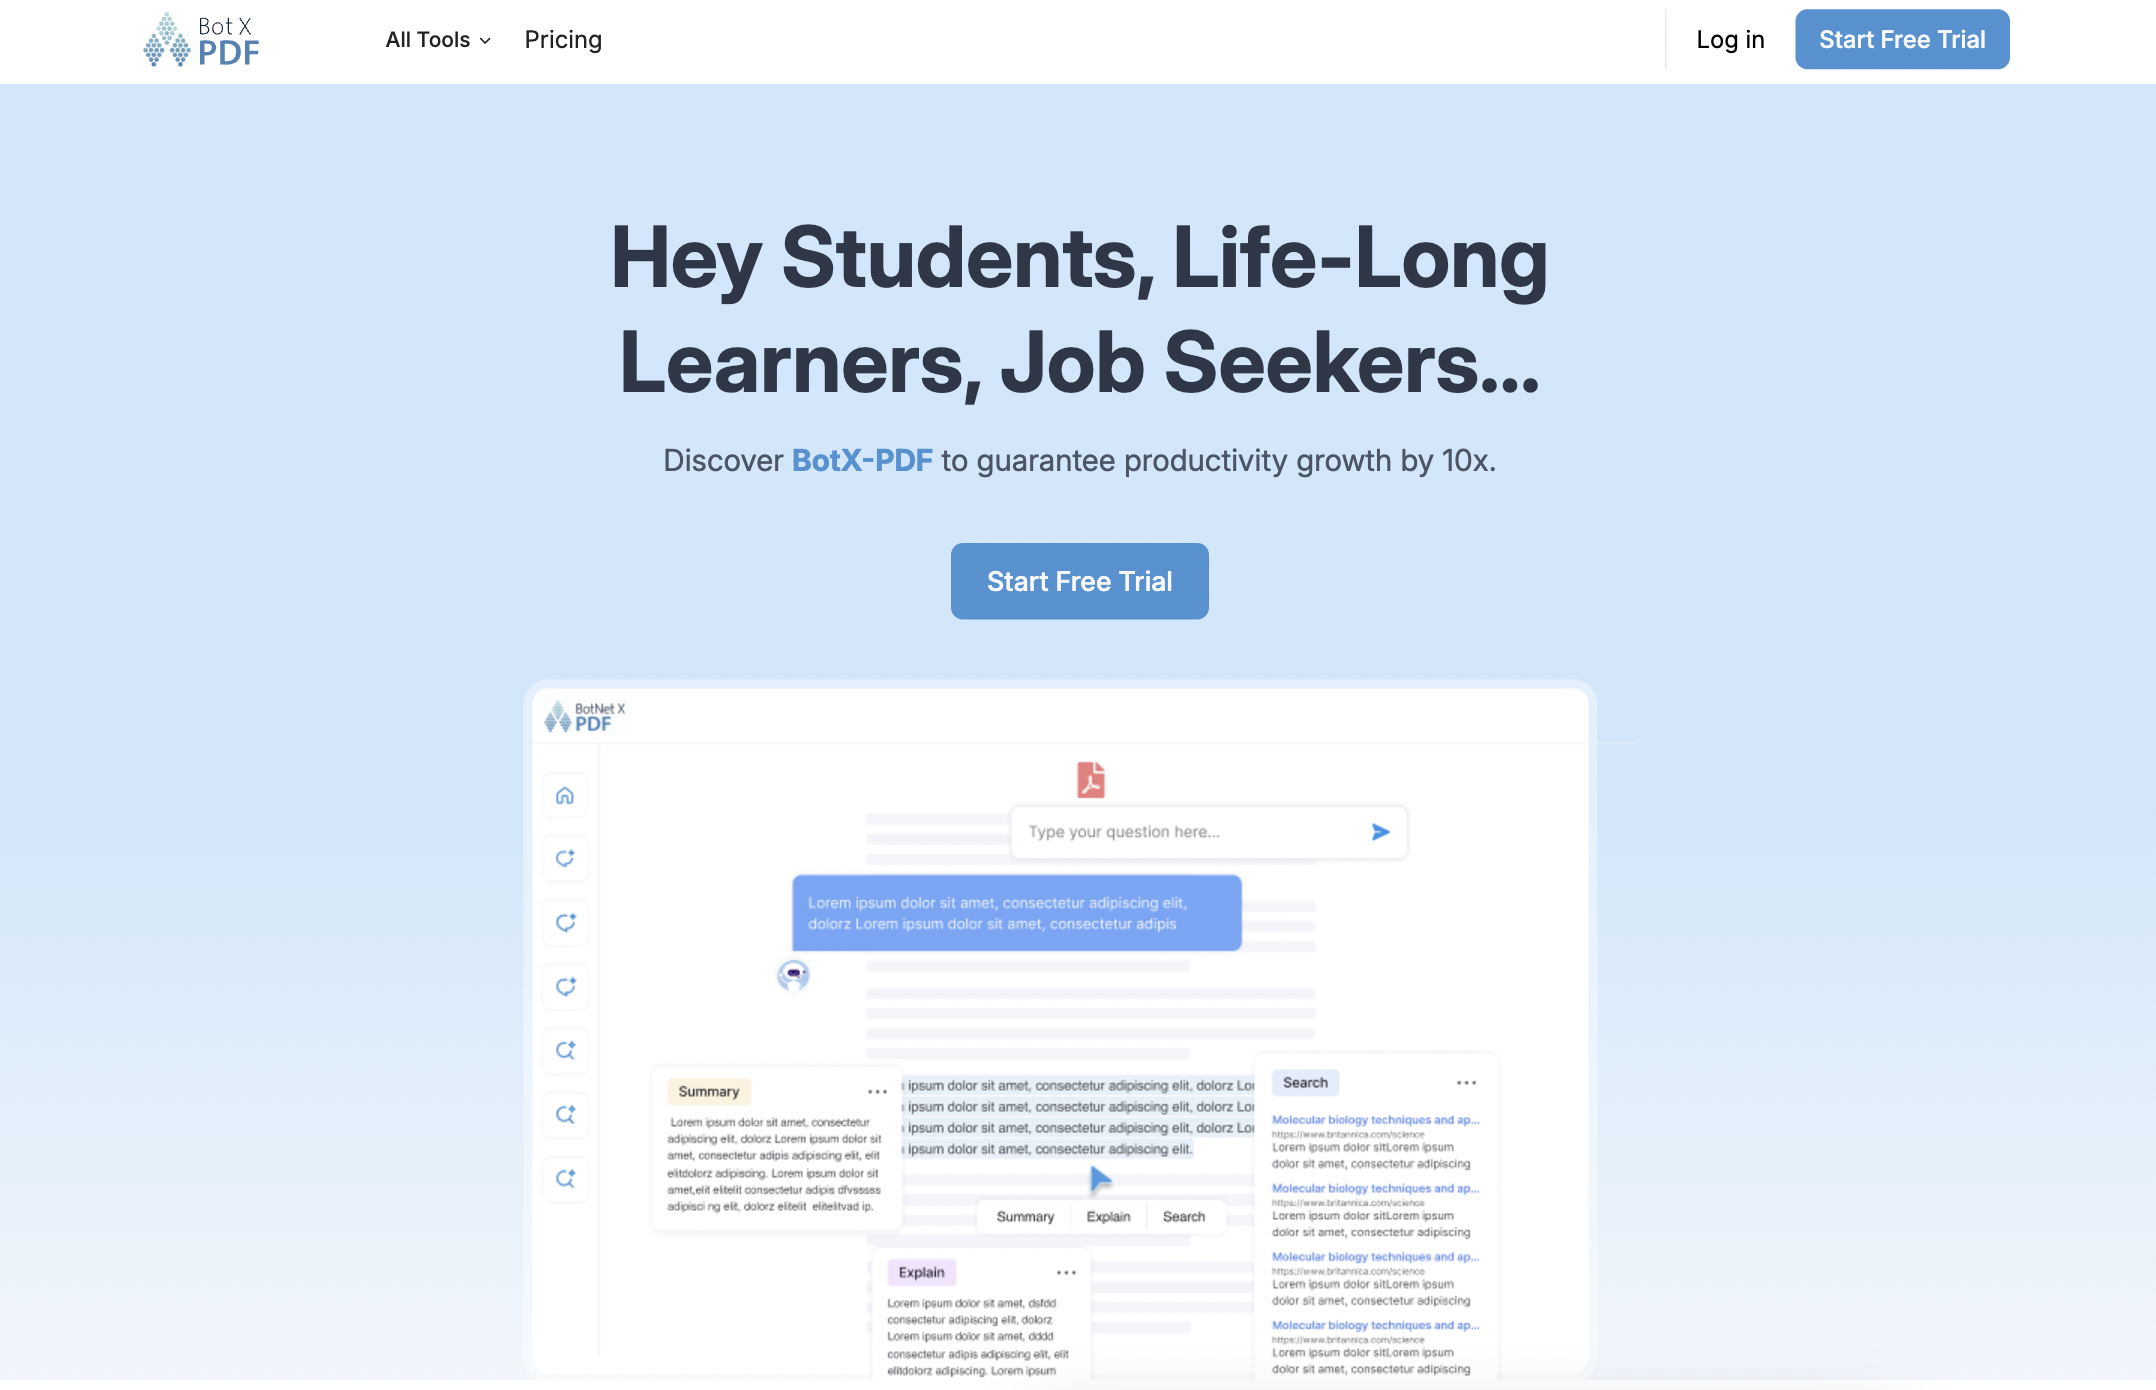 Bot X
PDF
All Tools
Pricing
Log in
Start Free Trial
Hey Students, Life-Long
Learners, Job Seekers...
Discover BotX-PDF to guarantee productivity growth by 10x.
Start Free Trial
BotNet X
PDF
Type your question here...
Lorem ipsum dolor sit amet, consectetur adipiscing elit,
dolorz Lorem ipsum dolor sit amet, consectetur adipis
ipsum dolor sit amet, consectetur adipiscing elit, dolorz Lor
ipsum dolor sit amet, consectetur adipiscing elit, dolorz Lor
ipsum dolor sit amet, consectetur adipiscing elit, dolorz Lor
ipsum dolor sit amet, consectetur adipiscing elit.
Summary
Explain
Search
Summary
Lorem ipsum dolor sit amet, consectetur
adipiscing elit, dolorz Lorem ipsum dolor sit
amet, consectetur adipis adipiscing elit, elit
elitdolorz adipiscing. Lorem ipsum dolor sit
amet,elit elitelit consectetur adipis dfvsssss
adipisci ng elit, dolorz elitelit elitelitvad ip.
Explain
Lorem ipsum dolor sit amet, dsfdd
consectetur adipiscing elit, dolorz
Lorem ipsum dolor sit amet, dddd
consectetur adipis adipiscing elit, elit
elitdolorz adipiscing. Lorem ipsum
Search
Molecular biology techniques and ap...
https://www.britannica.com/science
Lorem ipsum dolor sitLorem ipsum
dolor sit amet, consectetur adipiscing
Molecular biology techniques and ap...
https://www.britannica.com/science
Lorem ipsum dolor sitLorem ipsum
dolor sit amet, consectetur adipiscing
Molecular biology techniques and ap...
https://www.britannica.com/science
Lorem ipsum dolor sitLorem ipsum
dolor sit amet, consectetur adipiscing
Molecular biology techniques and ap...
https://www.britannica.com/science
Lorem ipsum dolor sitLorem ipsum
dolor sit amet, consectetur adipiscing